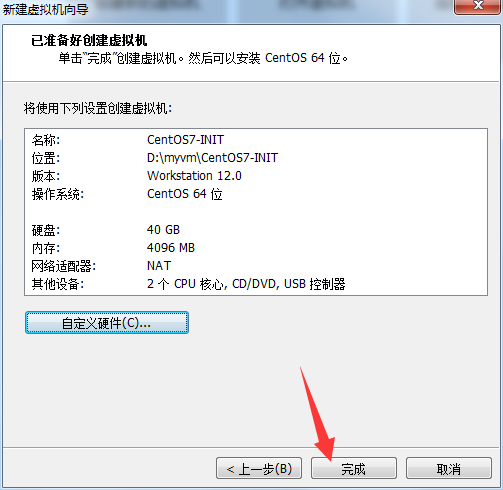 新建虚拟机向导
已准备好创建虚拟机
单击“完成”创建虚拟机。然后可以安装 CentOS 64 位。
将使用下列设置创建虚拟机:
名称: CentOS7-INIT
位置: D:\myvm\CentOS7-INIT
版本: Workstation 12.0
操作系统: CentOS 64 位
硬盘: 40 GB
内存: 4096 MB
网络适配器: NAT
其他设备: 2 个 CPU 核心, CD/DVD, USB 控制器
自定义硬件(C)...
< 上一步(B) 完成 取消